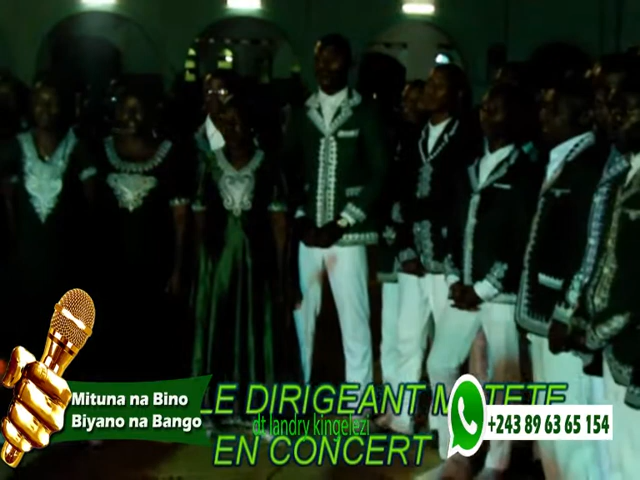 Mituna na Bino
Biyano na Bango
LE DIRIGEANT M TETE
dt landry kingelezi
EN CONCERT
+243 89 63 65 154